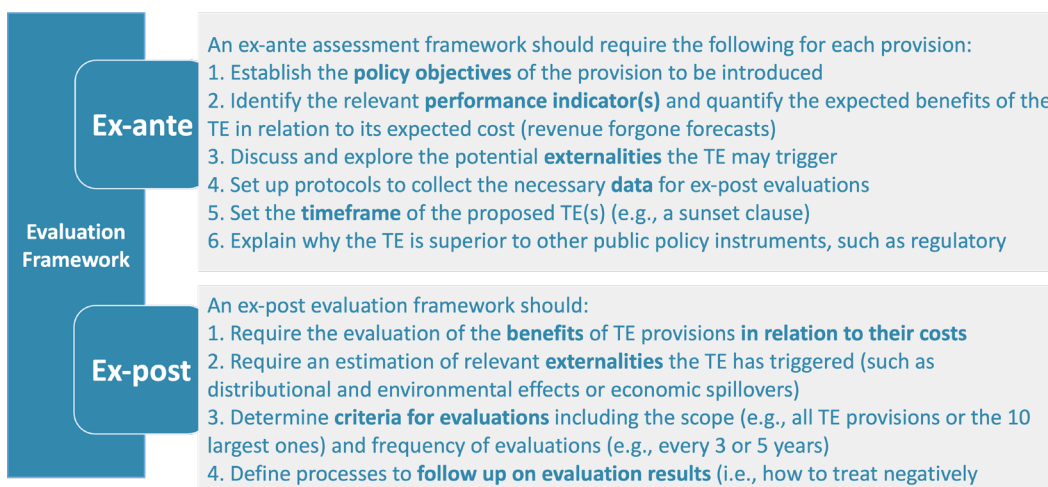 Evaluation
Framework
Ex-ante
An ex-ante assessment framework should require the following for each provision:
1. Establish the policy objectives of the provision to be introduced
2. Identify the relevant performance indicator(s) and quantify the expected benefits of the
TE in relation to its expected cost (revenue forgone forecasts)
3. Discuss and explore the potential externalities the TE may trigger
4. Set up protocols to collect the necessary data for ex-post evaluations
5. Set the timeframe of the proposed TE(s) (e.g., a sunset clause)
6. Explain why the TE is superior to other public policy instruments, such as regulatory
Ex-post
An ex-post evaluation framework should:
1. Require the evaluation of the benefits of TE provisions in relation to their costs
2. Require an estimation of relevant externalities the TE has triggered (such as
distributional and environmental effects or economic spillovers)
3. Determine criteria for evaluations including the scope (e.g., all TE provisions or the 10
largest ones) and frequency of evaluations (e.g., every 3 or 5 years)
4. Define processes to follow up on evaluation results (i.e., how to treat negatively